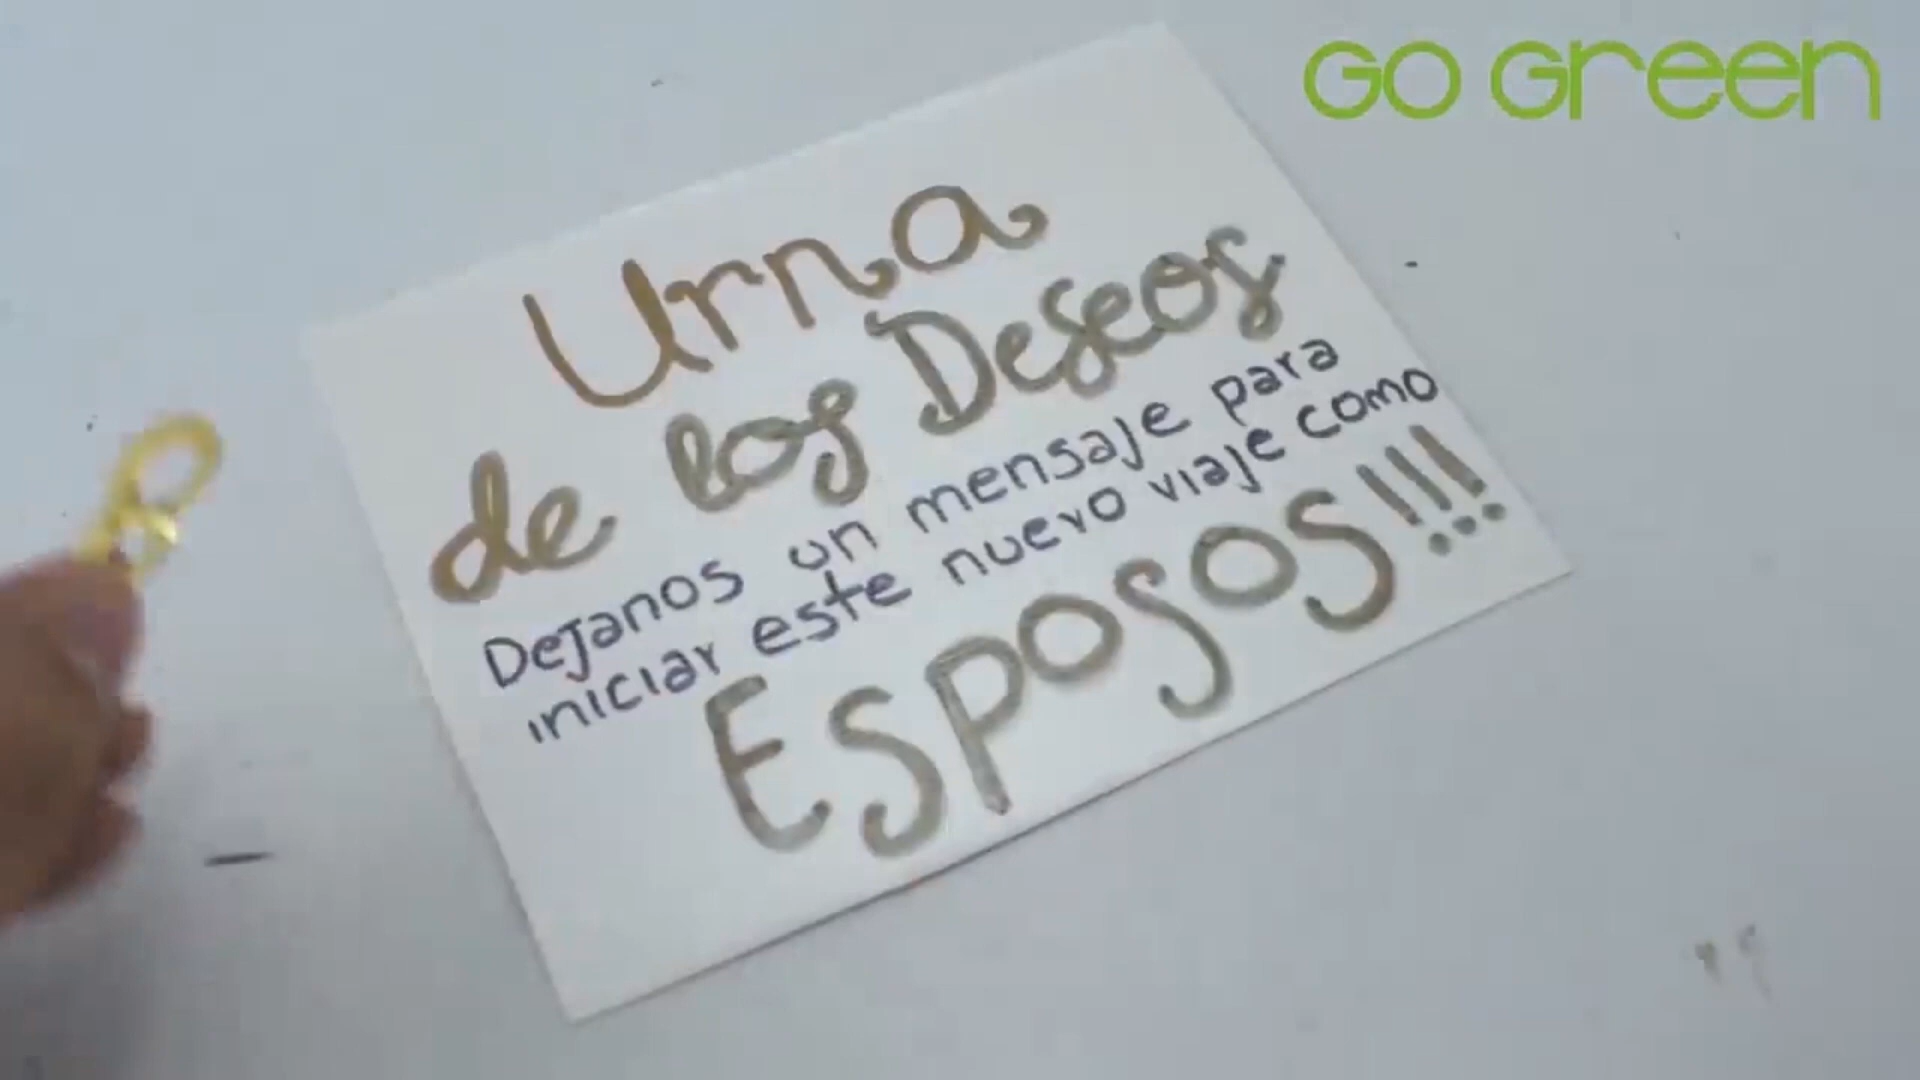 GO Green
Urna
de los Deseos
Dejanos un mensaje para
iniciar este nuevo viaje como
Esposos!!!